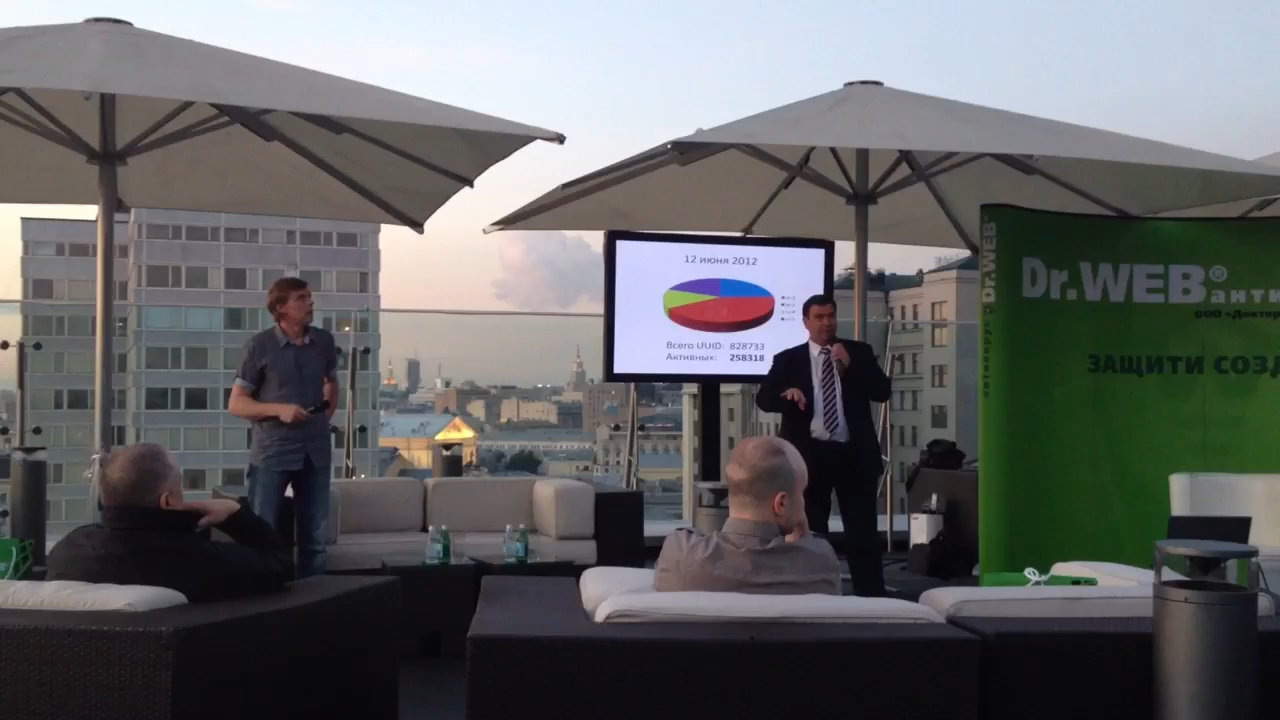 12 июня 2012
Всего UUID: 828733
Активных: 258318
Dr.WEB
Dr.WEB®
анти
ООО «Доктор
ЗАЩИТИ СОЗД